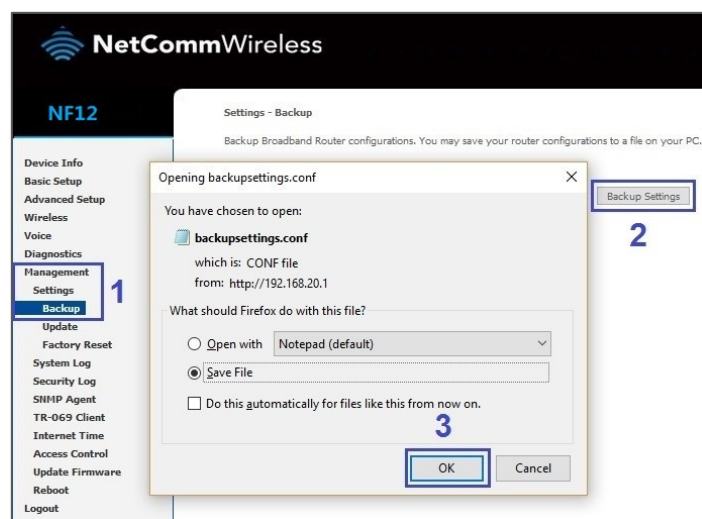 NetCommWireless
NF12
Settings - Backup
Backup Broadband Router configurations. You may save your router configurations to a file on your PC.
Device Info
Basic Setup
Advanced Setup
Wireless
Voice
Diagnostics
Management
Settings
Backup
Update
Factory Reset
System Log
Security Log
SNMP Agent
TR-069 Client
Internet Time
Access Control
Update Firmware
Reboot
Logout
1
Opening backupsettings.conf
You have chosen to open:
backupsettings.conf
which is: CONF file
from: http://192.168.20.1
What should Firefox do with this file?
Open with Notepad (default)
Save File
Do this automatically for files like this from now on.
3
OK Cancel
Backup Settings
2